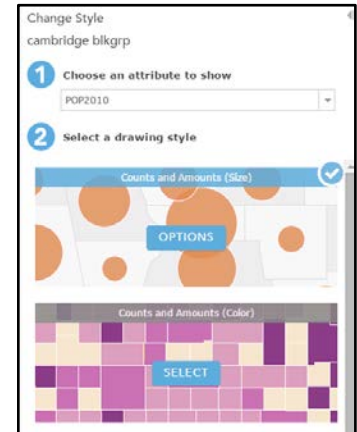 Change Style
cambridge blkgrp
1 Choose an attribute to show
POP2010
2 Select a drawing style
Counts and Amounts (Size)
OPTIONS
Counts and Amounts (Color)
SELECT